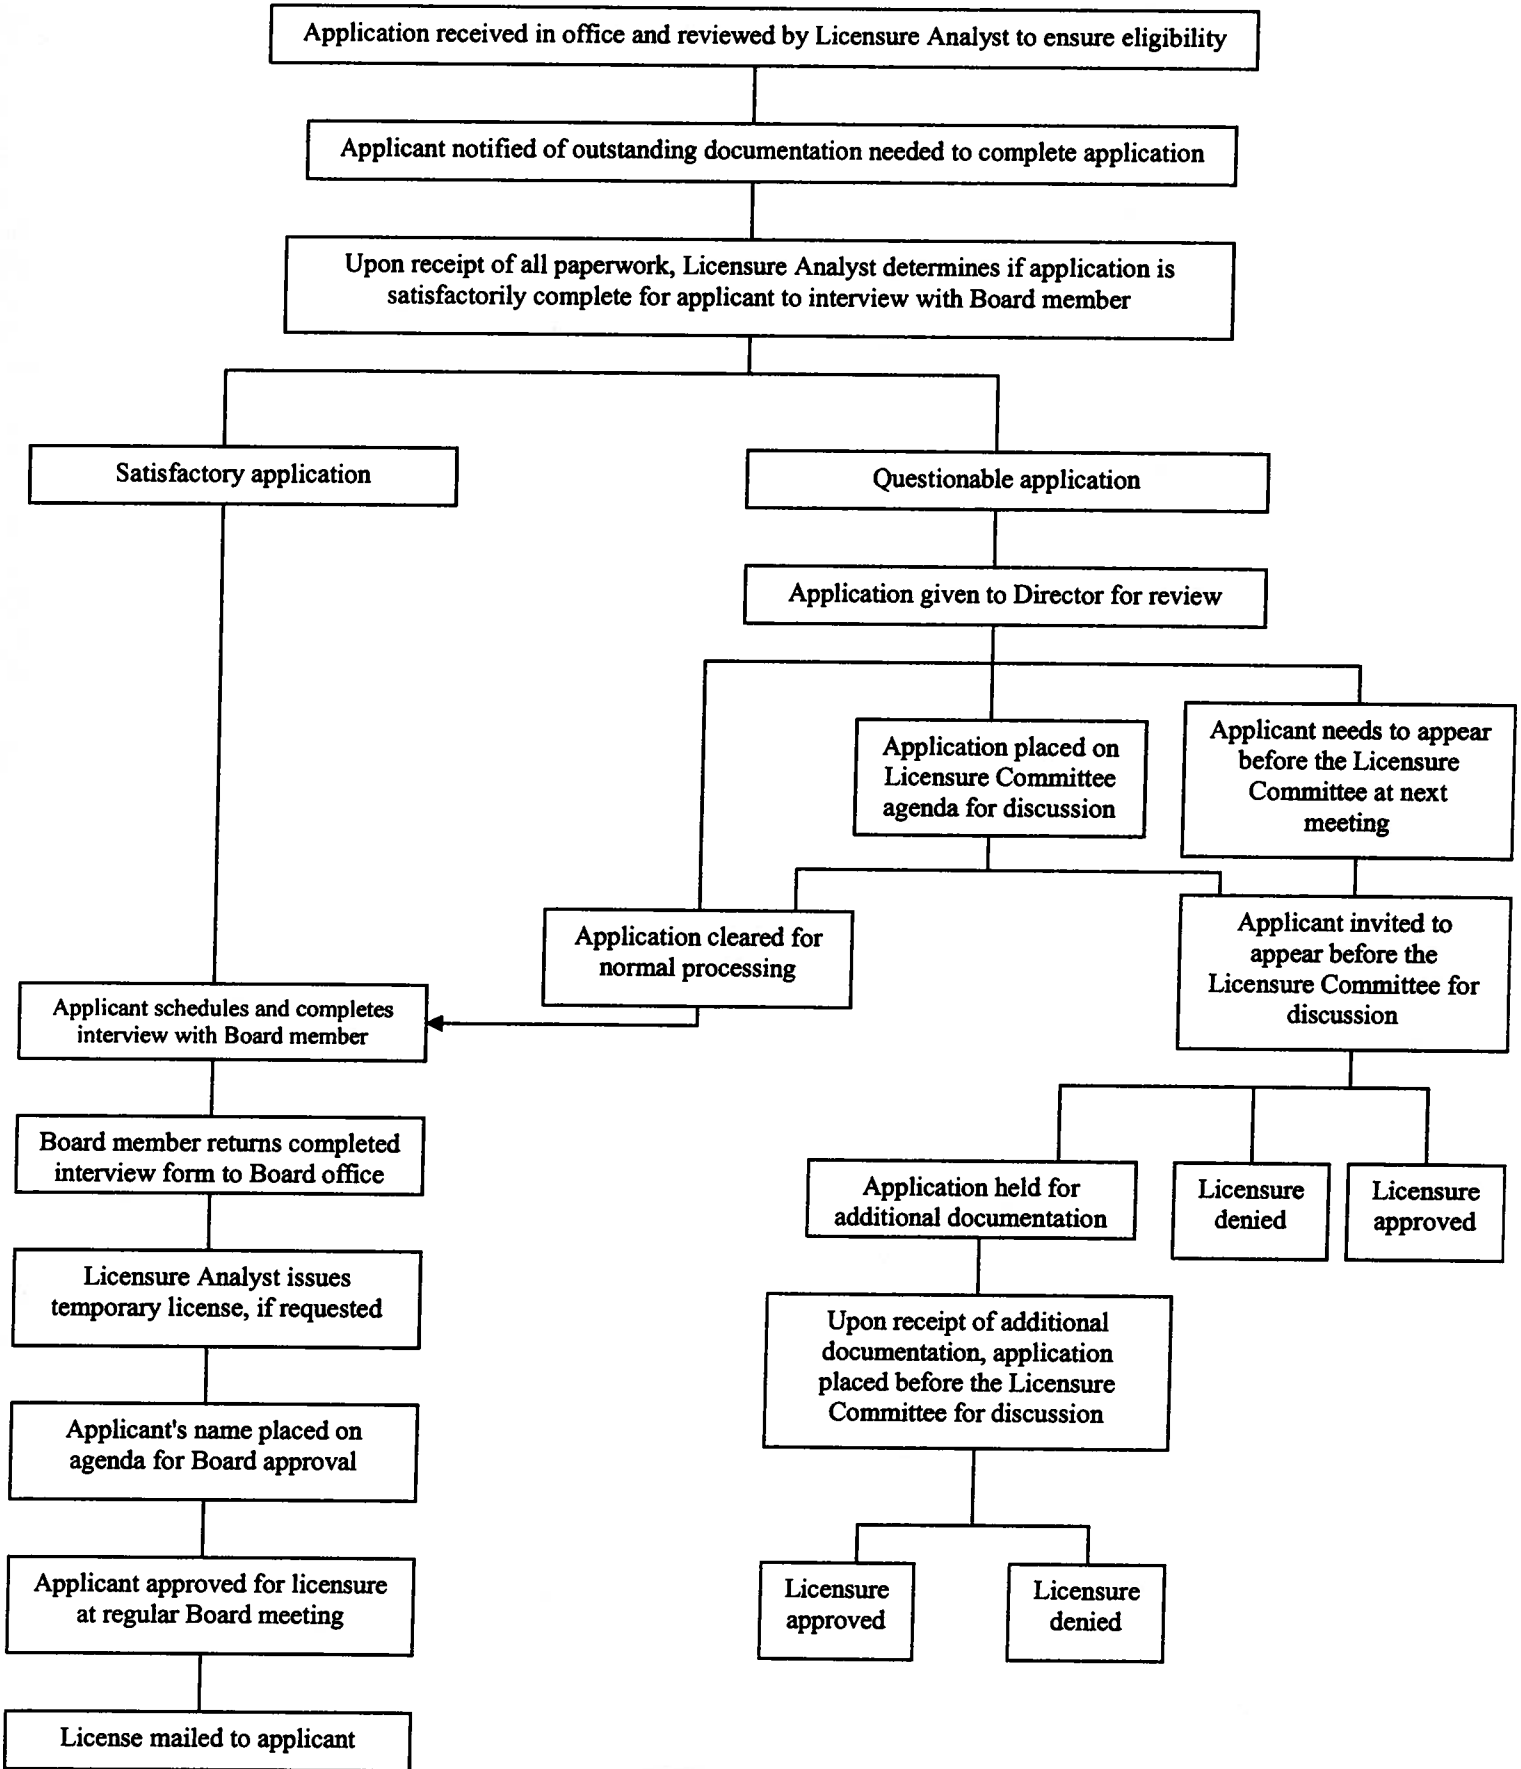 Application received in office and reviewed by Licensure Analyst to ensure eligibility
Applicant notified of outstanding documentation needed to complete application
Upon receipt of all paperwork, Licensure Analyst determines if application is
satisfactorily complete for applicant to interview with Board member
Satisfactory application
Questionable application
Application given to Director for review
Application placed on
Licensure Committee
agenda for discussion
Applicant needs to appear
before the Licensure
Committee at next
meeting
Application cleared for
normal processing
Applicant invited to
appear before the
Licensure Committee for
discussion
Applicant schedules and completes
interview with Board member
Board member returns completed
interview form to Board office
Licensure Analyst issues
temporary license, if requested
Applicant's name placed on
agenda for Board approval
Applicant approved for licensure
at regular Board meeting
License mailed to applicant
Application held for
additional documentation
Licensure
denied
Licensure
approved
Upon receipt of additional
documentation, application
placed before the Licensure
Committee for discussion
Licensure
approved
Licensure
denied